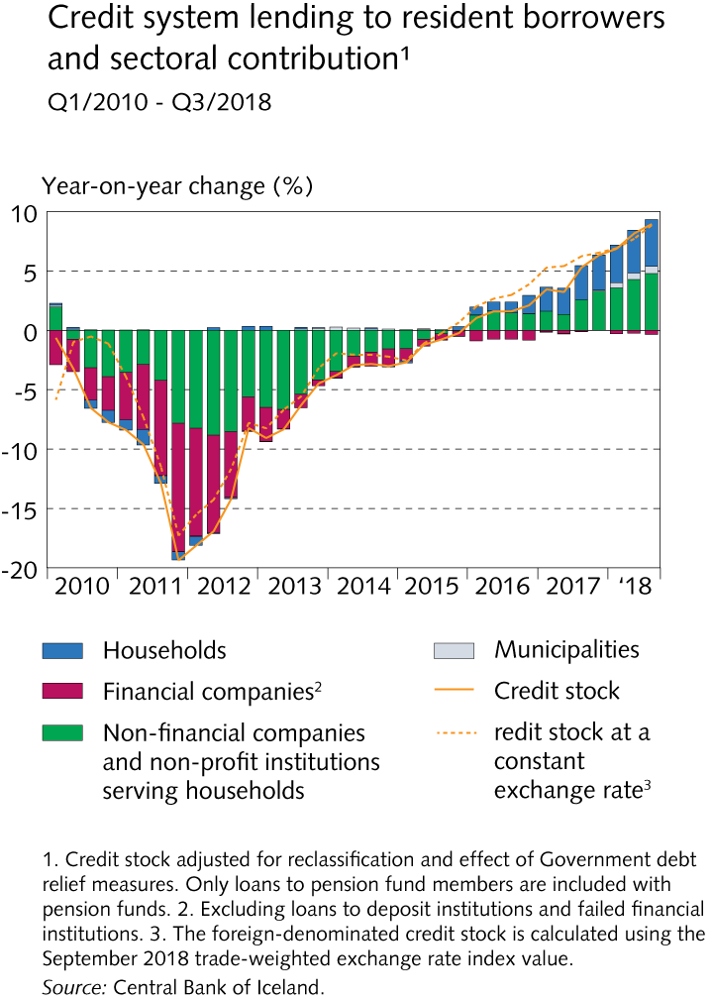 Credit system lending to resident borrowers
and sectoral contribution¹
Q1/2010 - Q3/2018
Year-on-year change (%)
10
5
0
-5
-10
-15
-20
2010 2011 2012 2013 2014 2015 2016 2017 ‘18
Households
Municipalities
Financial companies²
Credit stock
Non-financial companies
and non-profit institutions
serving households
redit stock at a
constant
exchange rate³
1. Credit stock adjusted for reclassification and effect of Government debt
relief measures. Only loans to pension fund members are included with
pension funds. 2. Excluding loans to deposit institutions and failed financial
institutions. 3. The foreign-denominated credit stock is calculated using the
September 2018 trade-weighted exchange rate index value.
Source: Central Bank of Iceland.